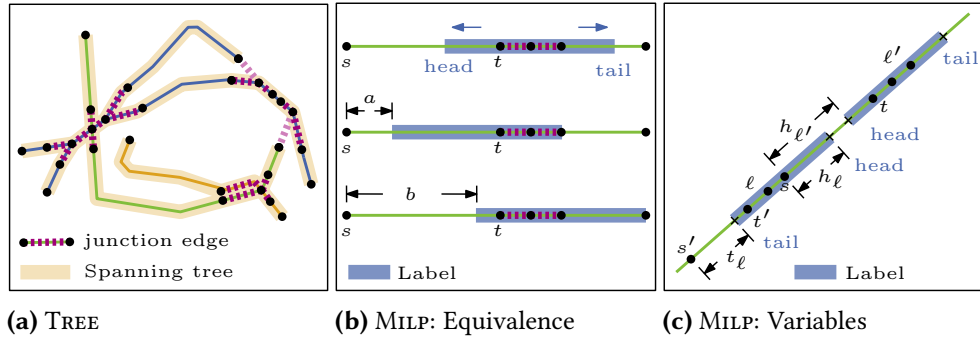 junction edge
Spanning tree
(a) TREE
head
tail
s
t
a
s
b
s
t
Label
(b) MILP: Equivalence
ℓ′
tail
t
head
h_ℓ′
head
h_ℓ
ℓ
s
t′
s′
tail
t_ℓ
Label
(c) MILP: Variables